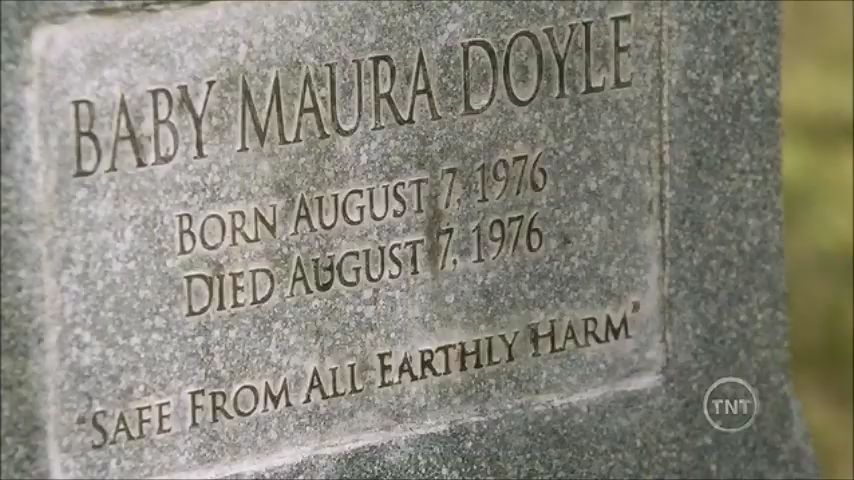 BABY MAURA DOYLE
BORN AUGUST 7, 1976
DIED AUGUST 7, 1976
"SAFE FROM ALL EARTHLY HARM"
TNT